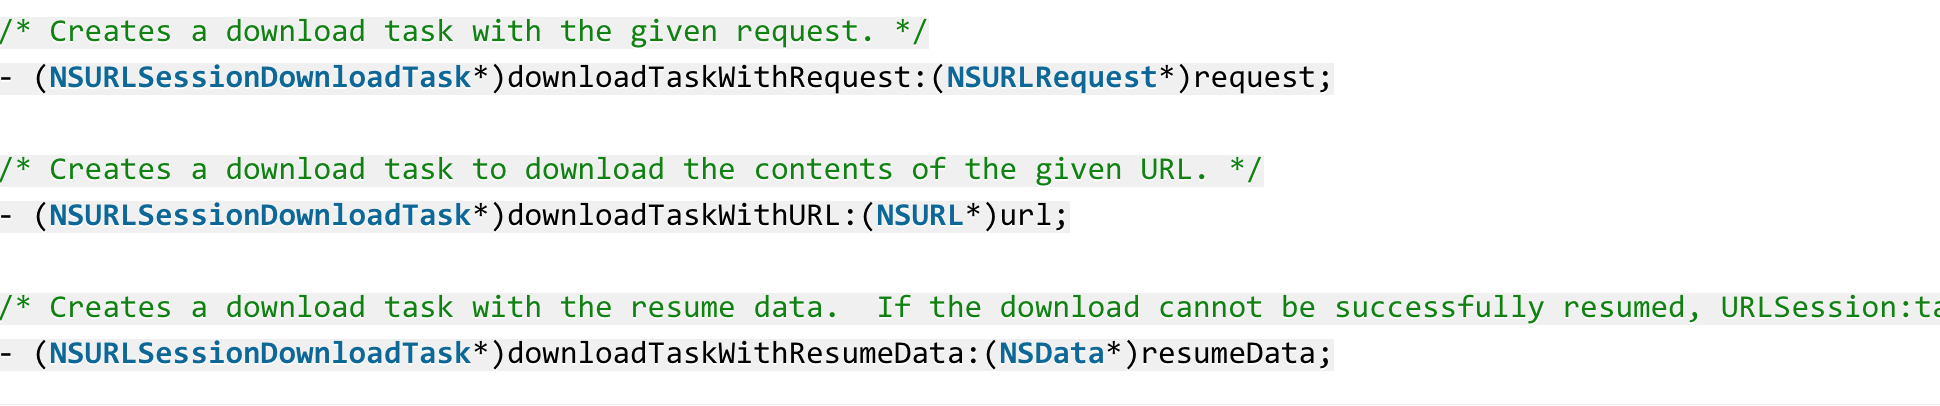 /* Creates a download task with the given request. */
- (NSURLSessionDownloadTask*)downloadTaskWithRequest:(NSURLRequest*)request;
/* Creates a download task to download the contents of the given URL. */
- (NSURLSessionDownloadTask*)downloadTaskWithURL:(NSURL*)url;
/* Creates a download task with the resume data.  If the download cannot be successfully resumed, URLSession:ta
- (NSURLSessionDownloadTask*)downloadTaskWithResumeData:(NSData*)resumeData;